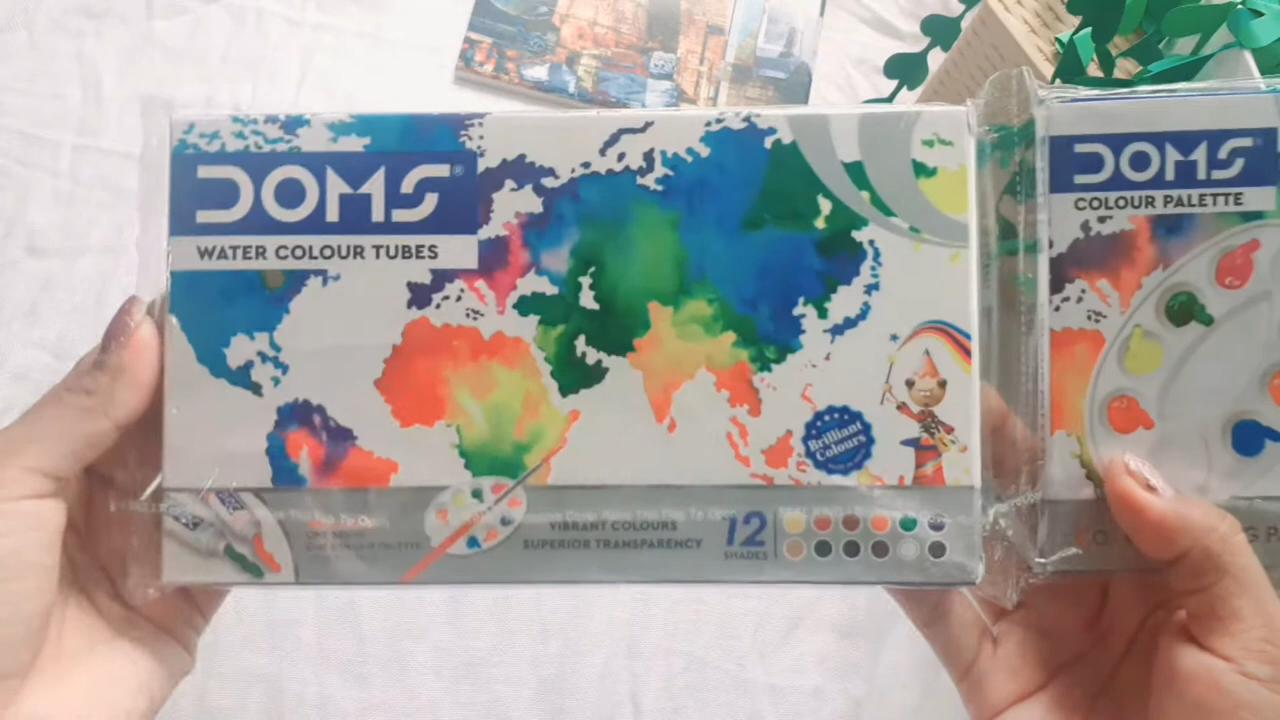 DOMS®
WATER COLOUR TUBES
DOMS
COLOUR PALETTE
Brilliant
Colours
VIBRANT COLOURS
SUPERIOR TRANSPARENCY
12
SHADES